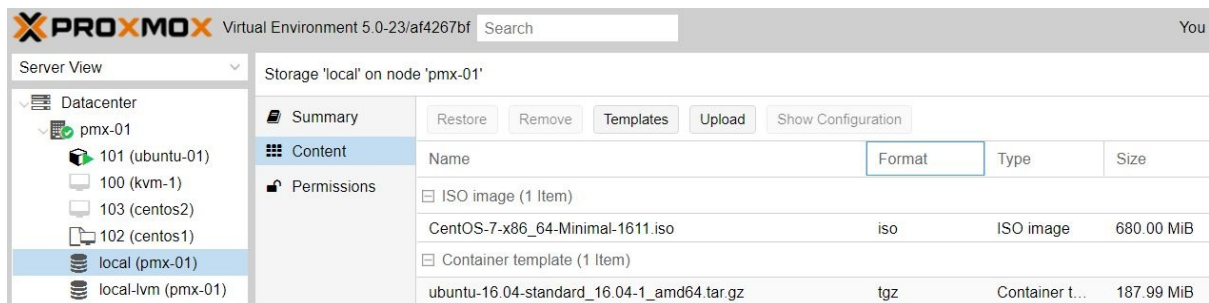 PROXMOX Virtual Environment 5.0-23/af4267bf Search You
Server View
Storage 'local' on node 'pmx-01'
Datacenter
pmx-01
101 (ubuntu-01)
100 (kvm-1)
103 (centos2)
102 (centos1)
local (pmx-01)
local-lvm (pmx-01)
Summary
Content
Permissions
Restore Remove Templates Upload Show Configuration
Name Format Type Size
ISO image (1 Item)
CentOS-7-x86_64-Minimal-1611.iso iso ISO image 680.00 MiB
Container template (1 Item)
ubuntu-16.04-standard_16.04-1_amd64.tar.gz tgz Container t... 187.99 MiB